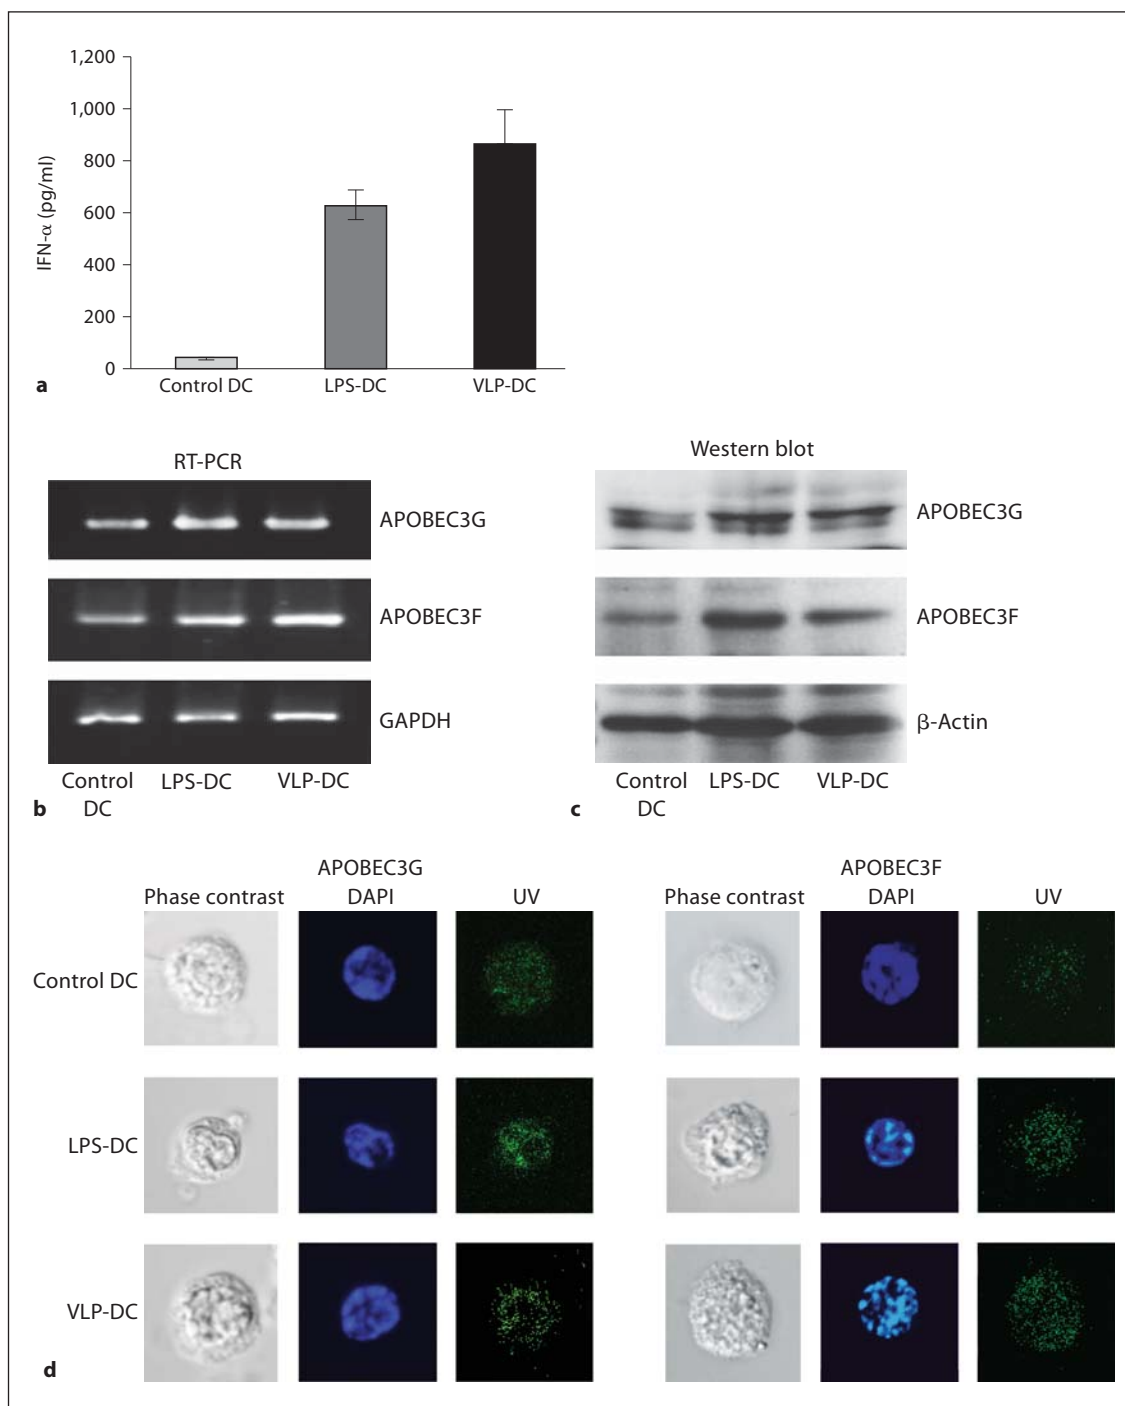 1,200
1,000
800
600
400
200
0
IFN-α (pg/ml)
Control DC LPS-DC VLP-DC
a
RT-PCR
APOBEC3G
APOBEC3F
GAPDH
Control DC LPS-DC VLP-DC
b
Western blot
APOBEC3G
APOBEC3F
β-Actin
Control DC LPS-DC VLP-DC
c
APOBEC3G APOBEC3F
Phase contrast DAPI UV Phase contrast DAPI UV
Control DC
LPS-DC
VLP-DC
d